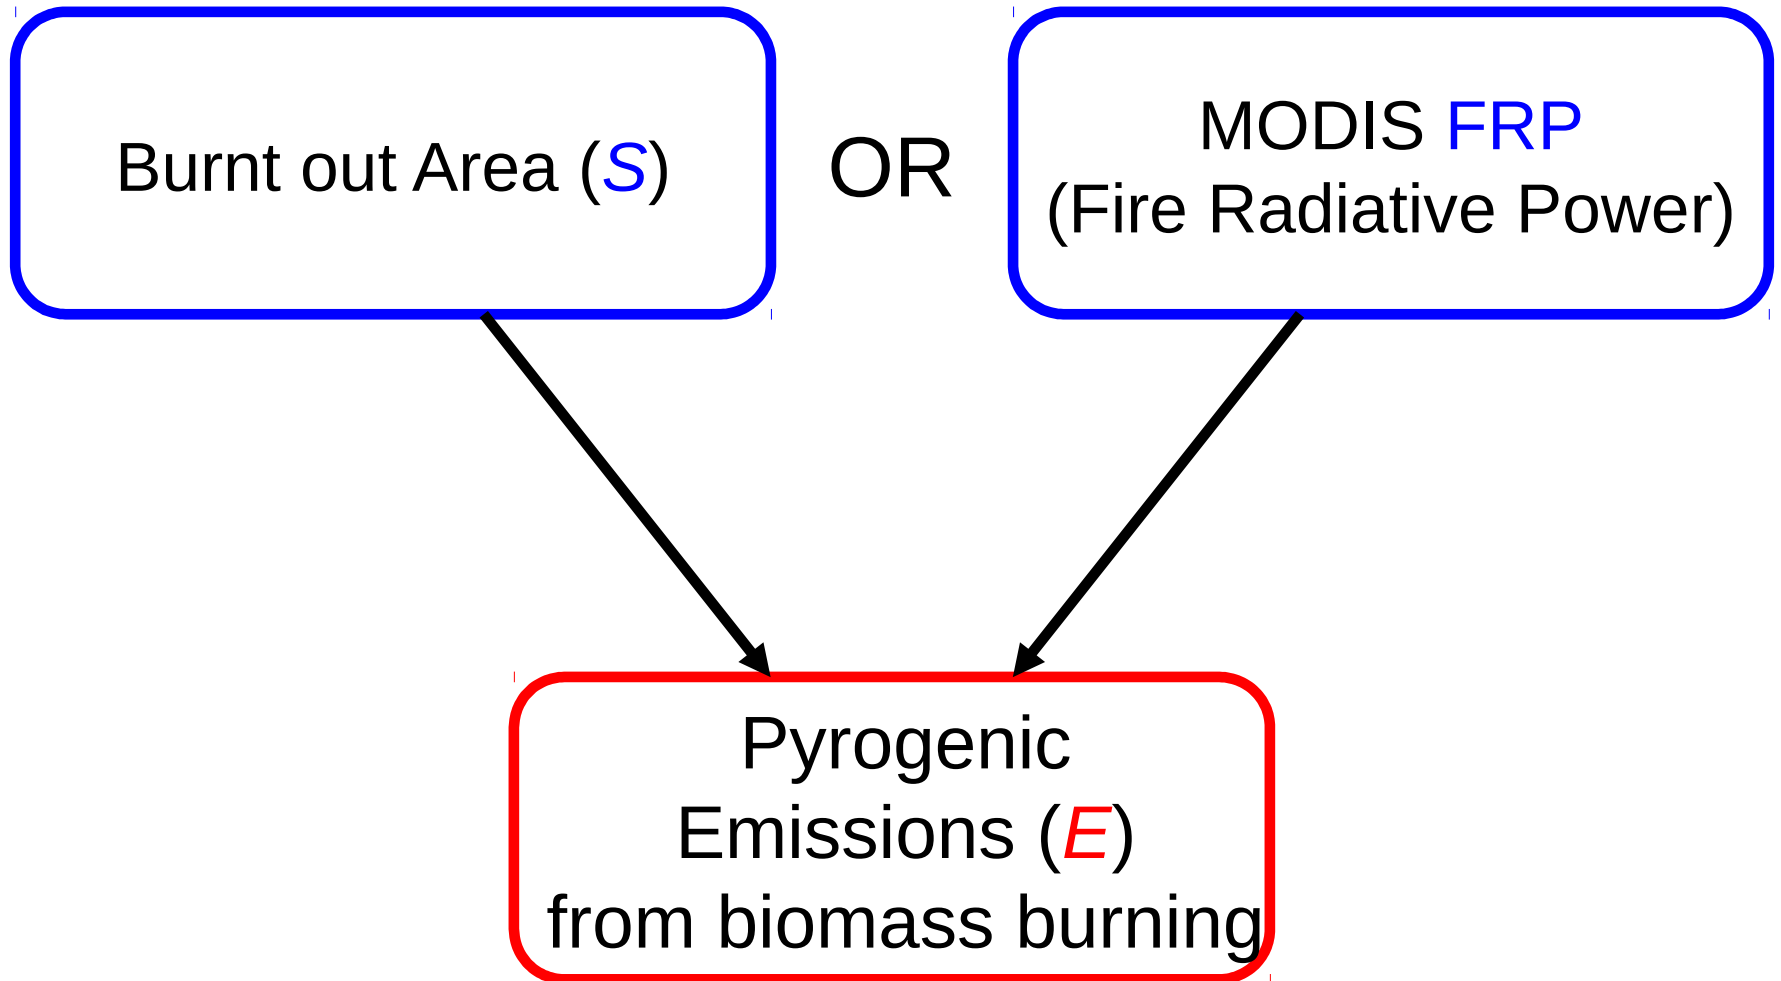 Burnt out Area (S)
OR
MODIS FRP
(Fire Radiative Power)
Pyrogenic
Emissions (E)
from biomass burning